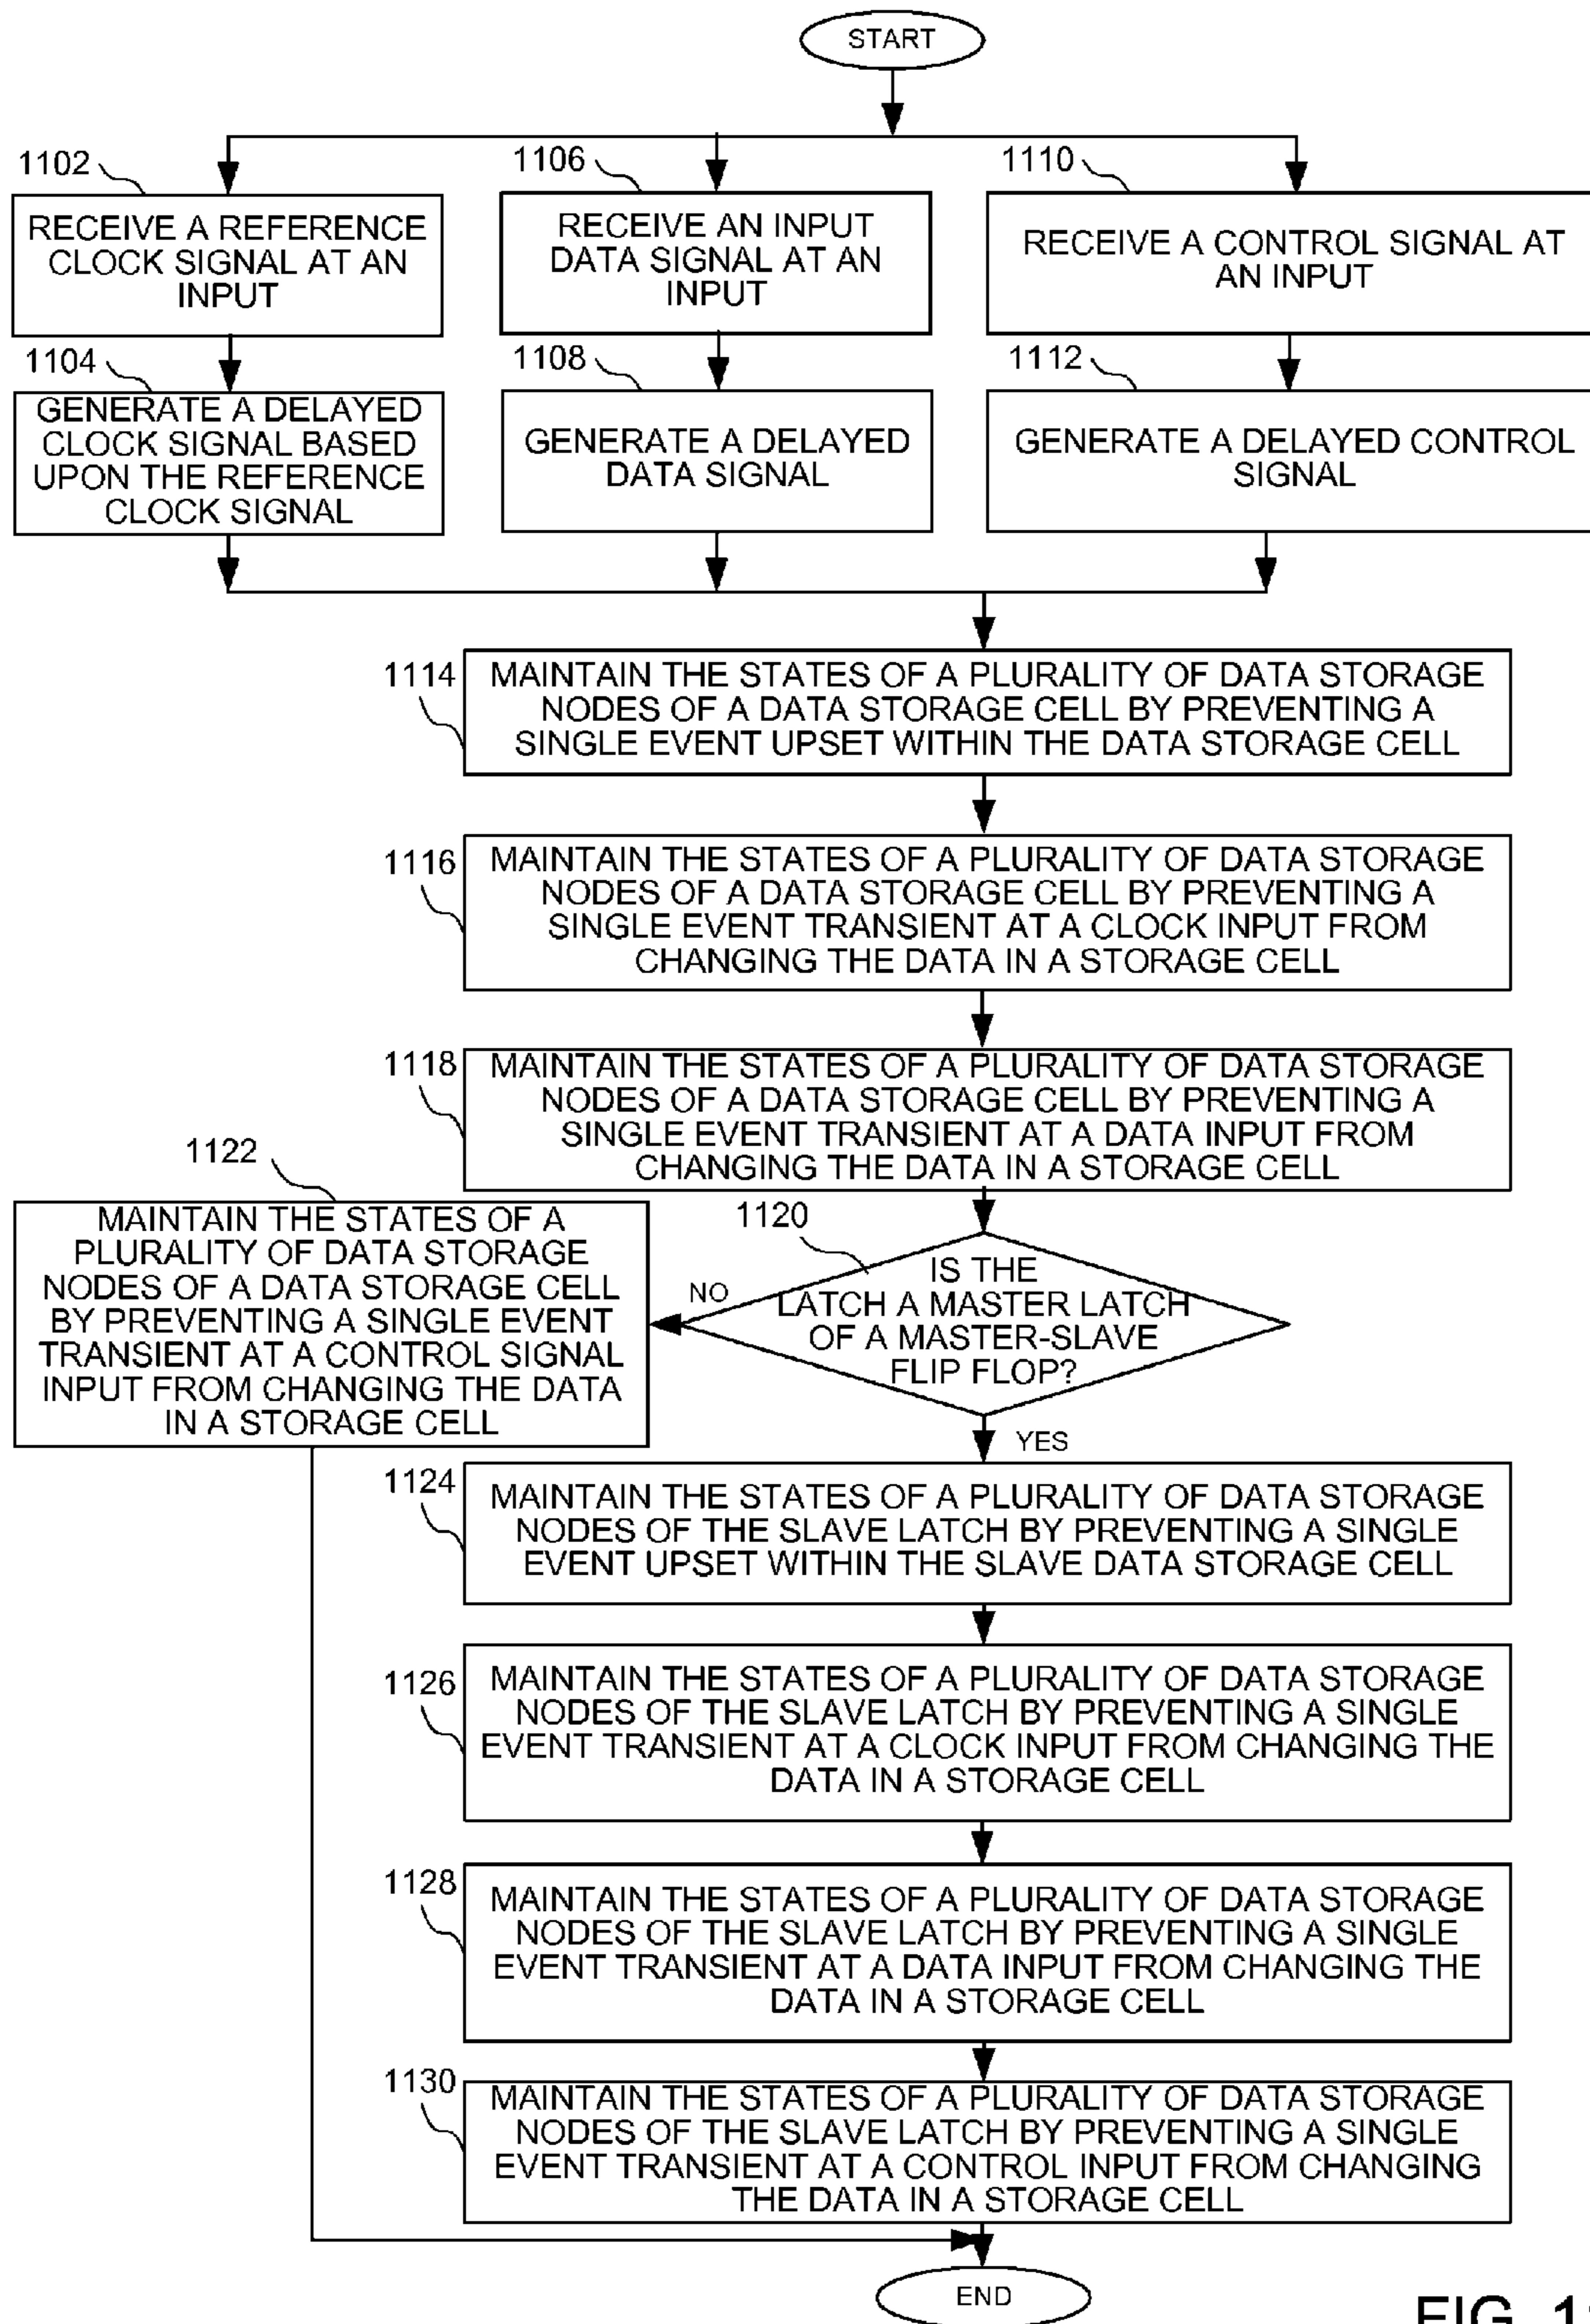 START
1102
RECEIVE A REFERENCE
CLOCK SIGNAL AT AN
INPUT
1106
RECEIVE AN INPUT
DATA SIGNAL AT AN
INPUT
1110
RECEIVE A CONTROL SIGNAL AT
AN INPUT
1104
GENERATE A DELAYED
CLOCK SIGNAL BASED
UPON THE REFERENCE
CLOCK SIGNAL
1108
GENERATE A DELAYED
DATA SIGNAL
1112
GENERATE A DELAYED CONTROL
SIGNAL
1114
MAINTAIN THE STATES OF A PLURALITY OF DATA STORAGE
NODES OF A DATA STORAGE CELL BY PREVENTING A
SINGLE EVENT UPSET WITHIN THE DATA STORAGE CELL
1116
MAINTAIN THE STATES OF A PLURALITY OF DATA STORAGE
NODES OF A DATA STORAGE CELL BY PREVENTING A
SINGLE EVENT TRANSIENT AT A CLOCK INPUT FROM
CHANGING THE DATA IN A STORAGE CELL
1118
MAINTAIN THE STATES OF A PLURALITY OF DATA STORAGE
NODES OF A DATA STORAGE CELL BY PREVENTING A
SINGLE EVENT TRANSIENT AT A DATA INPUT FROM
CHANGING THE DATA IN A STORAGE CELL
1120
IS THE
LATCH A MASTER LATCH
OF A MASTER-SLAVE
FLIP FLOP?
NO
1122
MAINTAIN THE STATES OF A
PLURALITY OF DATA STORAGE
NODES OF A DATA STORAGE CELL
BY PREVENTING A SINGLE EVENT
TRANSIENT AT A CONTROL SIGNAL
INPUT FROM CHANGING THE DATA
IN A STORAGE CELL
YES
1124
MAINTAIN THE STATES OF A PLURALITY OF DATA STORAGE
NODES OF THE SLAVE LATCH BY PREVENTING A SINGLE
EVENT UPSET WITHIN THE SLAVE DATA STORAGE CELL
1126
MAINTAIN THE STATES OF A PLURALITY OF DATA STORAGE
NODES OF THE SLAVE LATCH BY PREVENTING A SINGLE
EVENT TRANSIENT AT A CLOCK INPUT FROM CHANGING THE
DATA IN A STORAGE CELL
1128
MAINTAIN THE STATES OF A PLURALITY OF DATA STORAGE
NODES OF THE SLAVE LATCH BY PREVENTING A SINGLE
EVENT TRANSIENT AT A DATA INPUT FROM CHANGING THE
DATA IN A STORAGE CELL
1130
MAINTAIN THE STATES OF A PLURALITY OF DATA STORAGE
NODES OF THE SLAVE LATCH BY PREVENTING A SINGLE
EVENT TRANSIENT AT A CONTROL INPUT FROM CHANGING
THE DATA IN A STORAGE CELL
END
FIG.